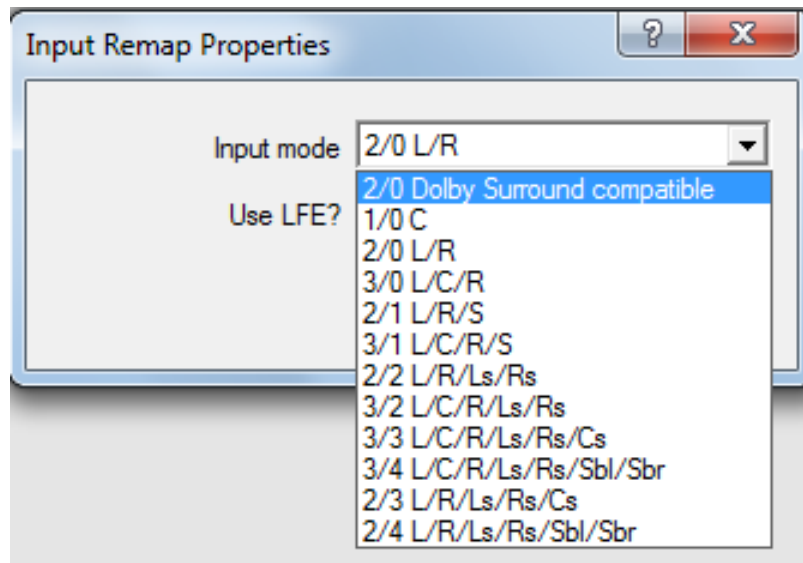 Input Remap Properties
?
X
Input mode 2/0 L/R
Use LFE?
2/0 Dolby Surround compatible
1/0 C
2/0 L/R
3/0 L/C/R
2/1 L/R/S
3/1 L/C/R/S
2/2 L/R/Ls/Rs
3/2 L/C/R/Ls/Rs
3/3 L/C/R/Ls/Rs/Cs
3/4 L/C/R/Ls/Rs/Sbl/Sbr
2/3 L/R/Ls/Rs/Cs
2/4 L/R/Ls/Rs/Sbl/Sbr